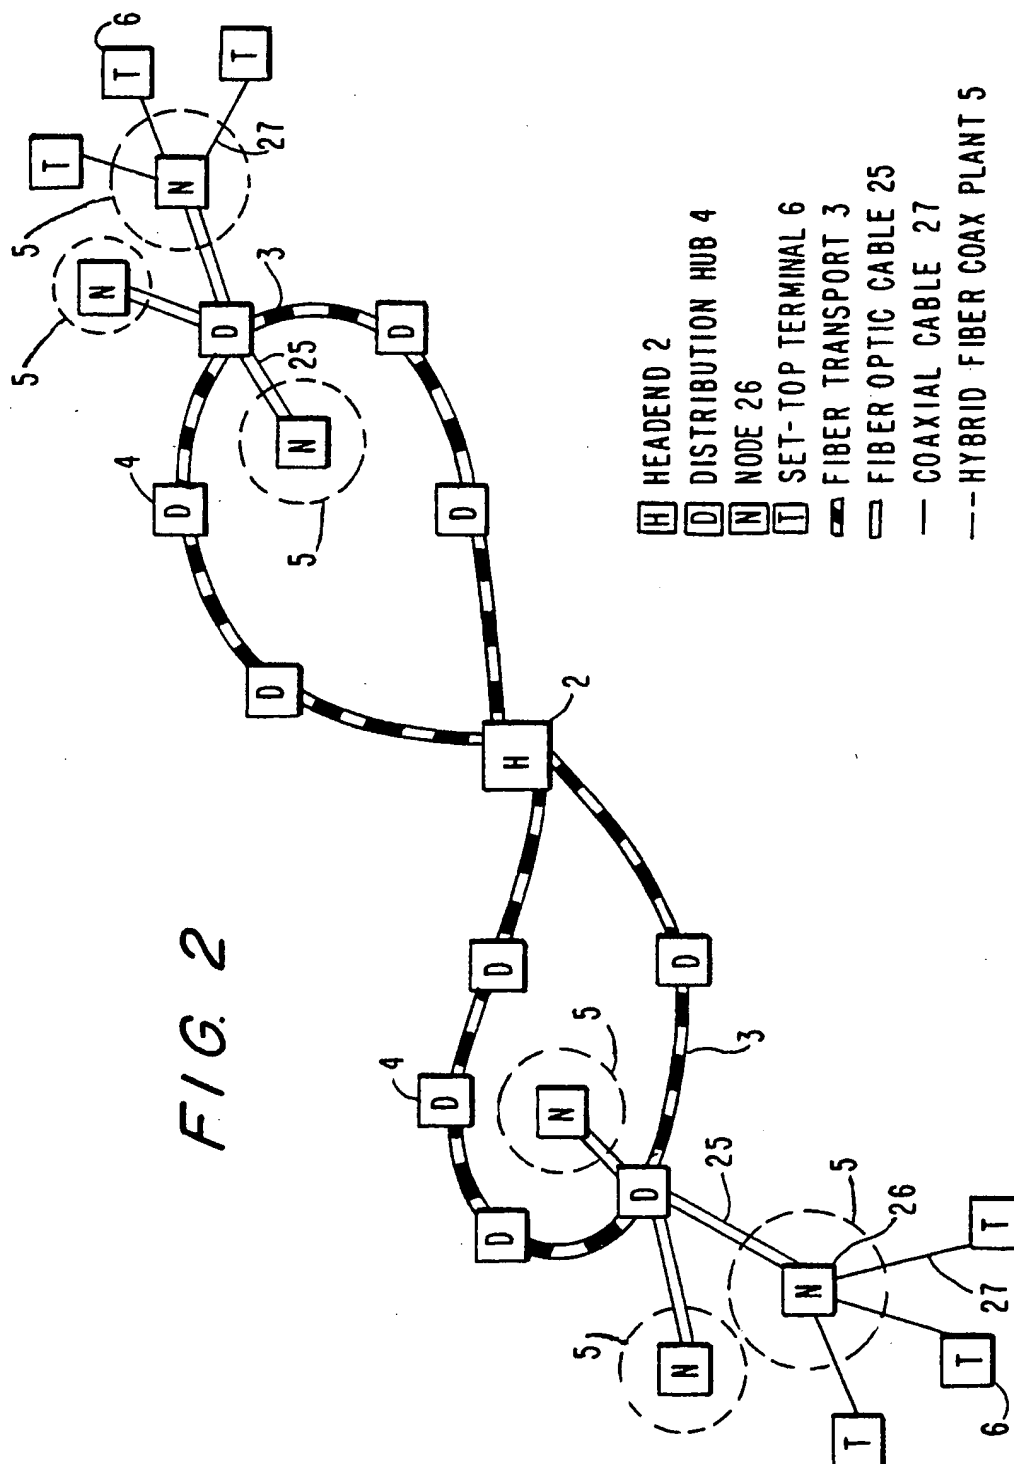 FIG. 2
6
T
T
T
5
N
27
5
N
5
3
D
D
25
N
5
4
D
D
D
2
H
D
4
D
D
D
3
5
N
D
25
5
N
5
26
N
T
27
T
6
T
H HEADEND 2
D DISTRIBUTION HUB 4
N NODE 26
T SET-TOP TERMINAL 6
FIBER TRANSPORT 3
FIBER OPTIC CABLE 25
COAXIAL CABLE 27
HYBRID FIBER COAX PLANT 5